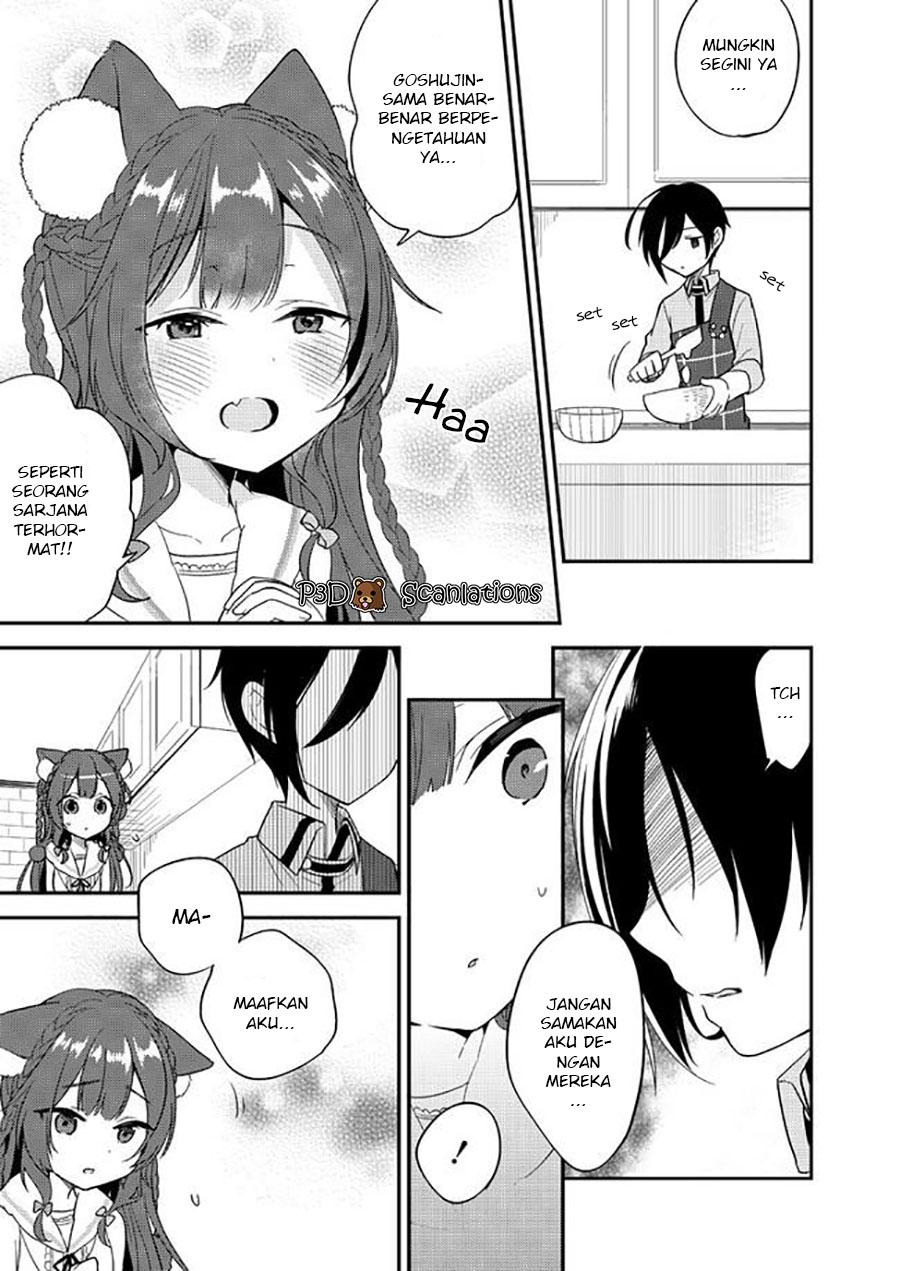 MUNGKIN
SEGINI YA
...
set
set
set
set
GOSHUJIN-
SAMA BENAR-
BENAR BERPE-
NGETAHUAN
YA...
Haa
SEPERTI
SEORANG
SARJANA
TERHOR-
MAT!!
P3D Scanlations
TCH
...
JANGAN
SAMAKAN
AKU DE-
NGAN
MEREKA
...
!
MA-
MAAFKAN
AKU...